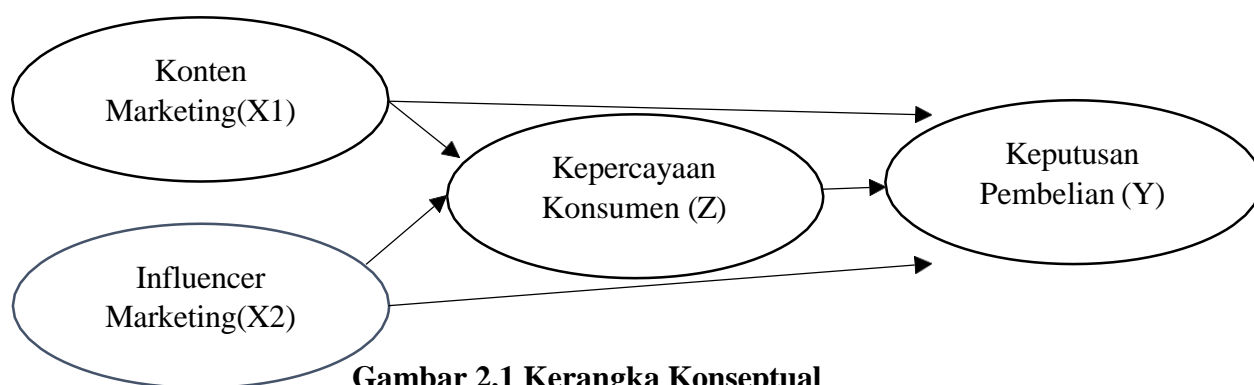 Konten
Marketing(X1)
Kepercayaan
Konsumen (Z)
Keputusan
Pembelian (Y)
Influencer
Marketing(X2)
Gambar 2.1 Kerangka Konseptual